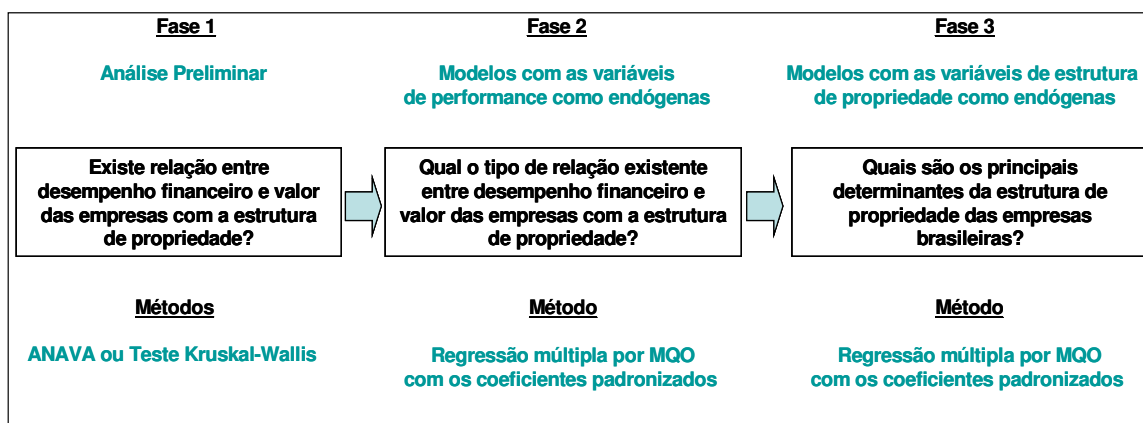 Fase 1
Análise Preliminar
Existe relação entre
desempenho financeiro e valor
das empresas com a estrutura
de propriedade?
Métodos
ANAVA ou Teste Kruskal-Wallis
Fase 2
Modelos com as variáveis
de performance como endógenas
Qual o tipo de relação existente
entre desempenho financeiro e
valor das empresas com a estrutura
de propriedade?
Método
Regressão múltipla por MQO
com os coeficientes padronizados
Fase 3
Modelos com as variáveis de estrutura
de propriedade como endógenas
Quais são os principais
determinantes da estrutura de
propriedade das empresas
brasileiras?
Método
Regressão múltipla por MQO
com os coeficientes padronizados